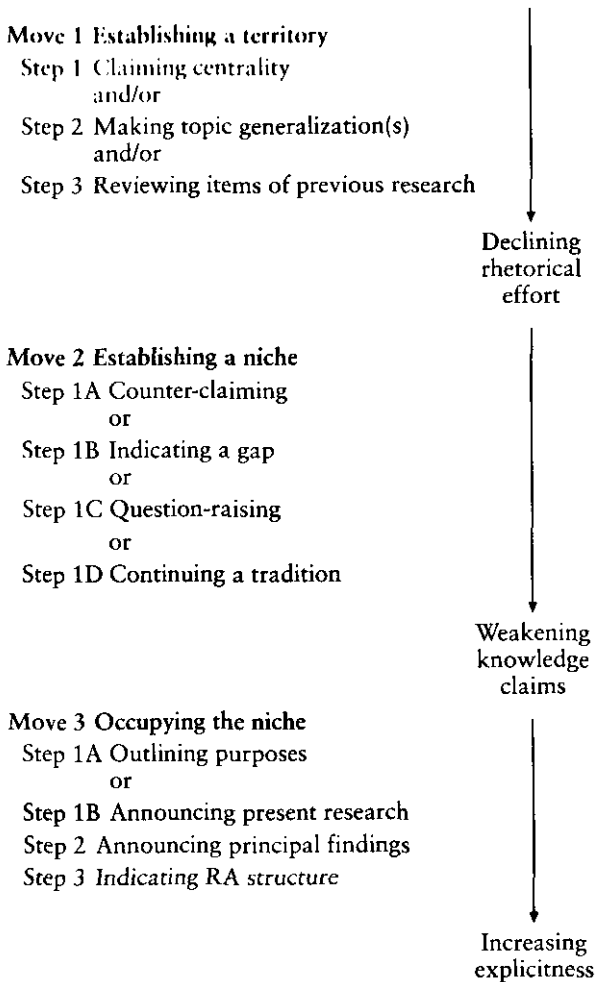 Move 1 Establishing a territory
Step 1 Claiming centrality
and/or
Step 2 Making topic generalization(s)
and/or
Step 3 Reviewing items of previous research
Declining
rhetorical
effort
Move 2 Establishing a niche
Step 1A Counter-claiming
or
Step 1B Indicating a gap
or
Step 1C Question-raising
or
Step 1D Continuing a tradition
Weakening
knowledge
claims
Move 3 Occupying the niche
Step 1A Outlining purposes
or
Step 1B Announcing present research
Step 2 Announcing principal findings
Step 3 Indicating RA structure
Increasing
explicitness